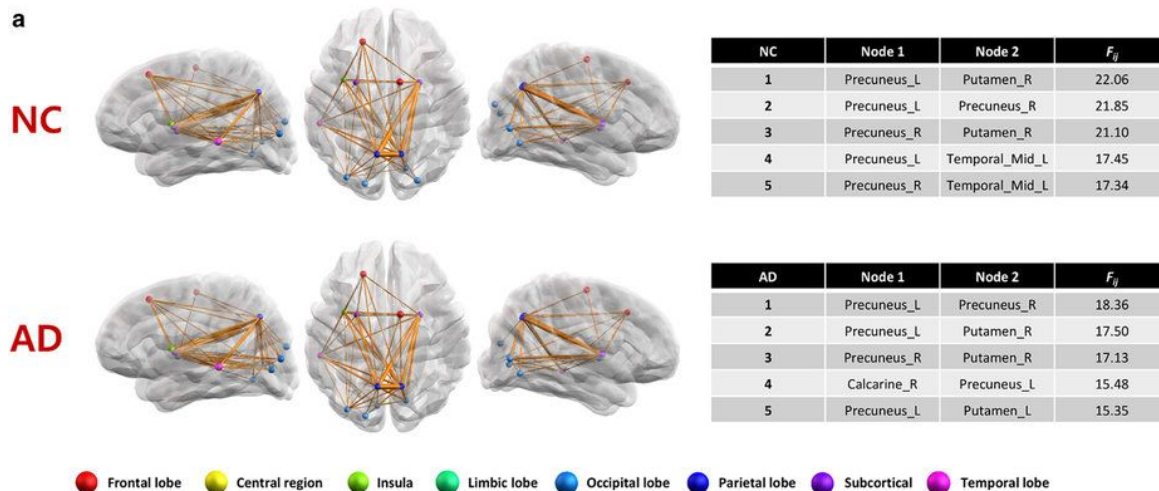 a
NC
NC Node 1 Node 2 Fij
1 Precuneus_L Putamen_R 22.06
2 Precuneus_L Precuneus_R 21.85
3 Precuneus_R Putamen_R 21.10
4 Precuneus_L Temporal_Mid_L 17.45
5 Precuneus_R Temporal_Mid_L 17.34
AD
AD Node 1 Node 2 Fij
1 Precuneus_L Precuneus_R 18.36
2 Precuneus_L Putamen_R 17.50
3 Precuneus_R Putamen_R 17.13
4 Calcarine_R Precuneus_L 15.48
5 Precuneus_L Putamen_L 15.35
Frontal lobe Central region Insula Limbic lobe Occipital lobe Parietal lobe Subcortical Temporal lobe